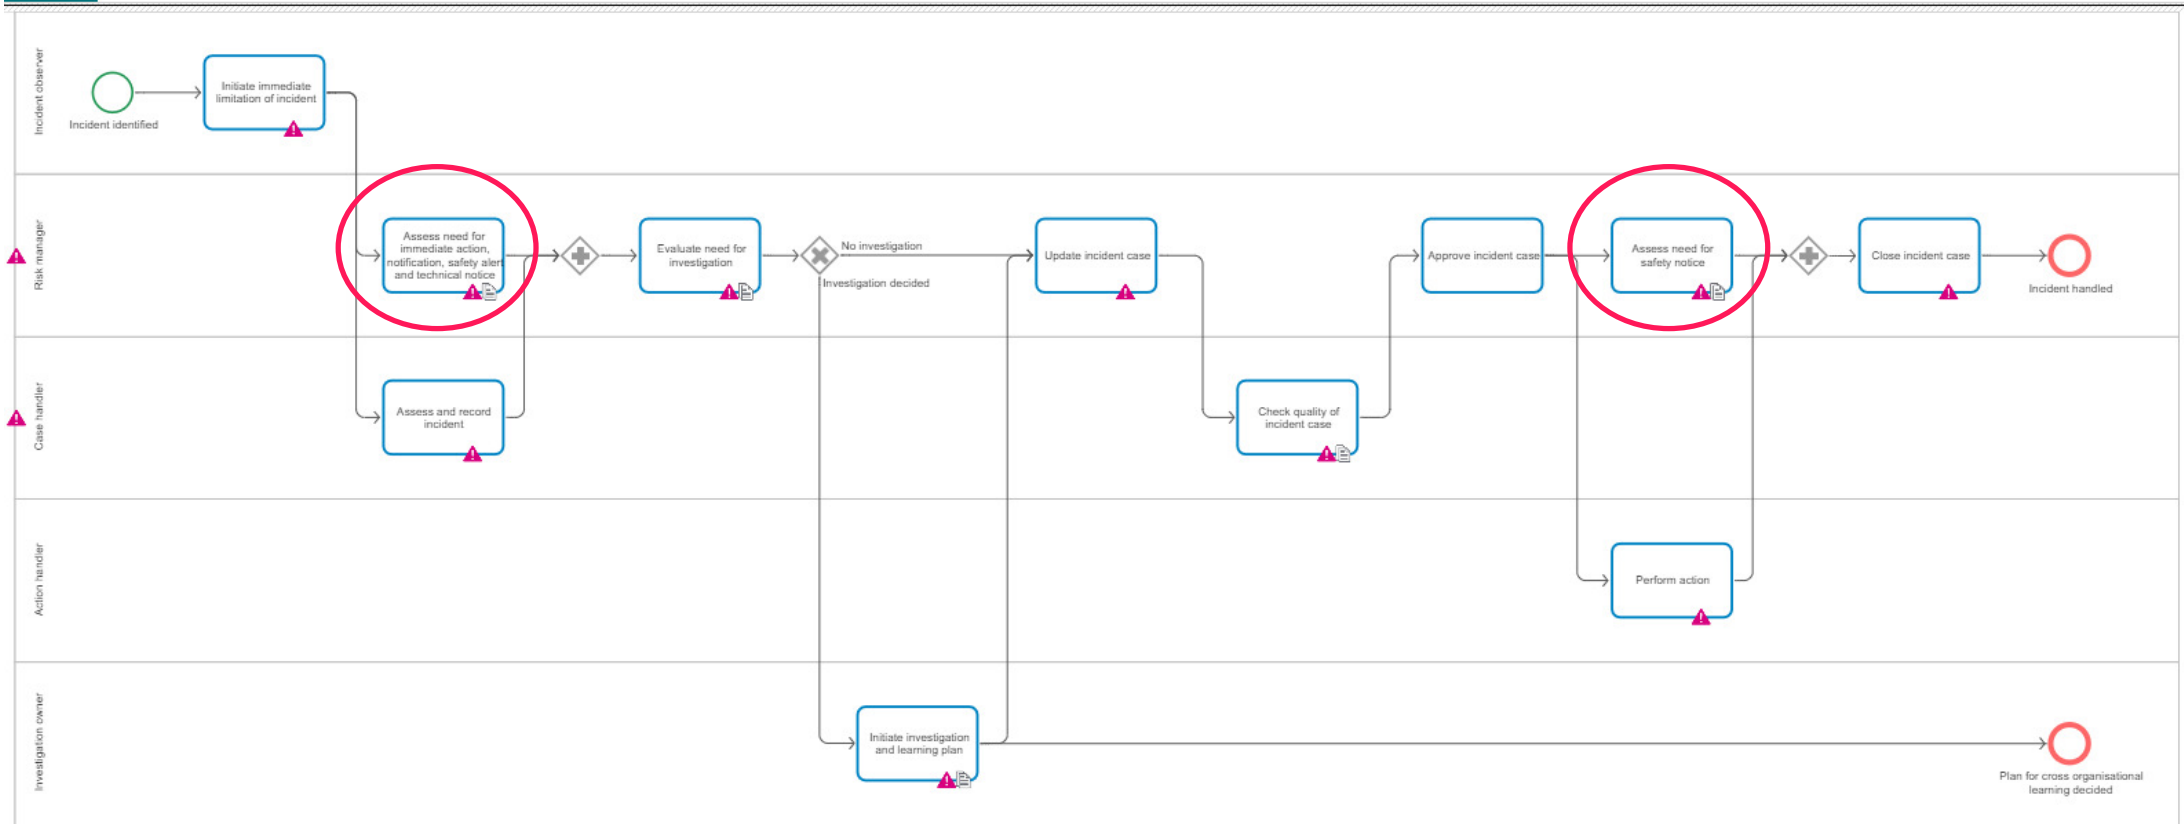 Incident observer
Incident identified
Initiate immediate
limitation of incident
Risk manager
Assess need for
immediate action,
notification, safety alert
and technical notice
Evaluate need for
investigation
No investigation
Investigation decided
Update incident case
Approve incident case
Assess need for
safety notice
Close incident case
Incident handled
Case handler
Assess and record
incident
Check quality of
incident case
Action handler
Perform action
Investigation owner
Initiate investigation
and learning plan
Plan for cross organisational
learning decided